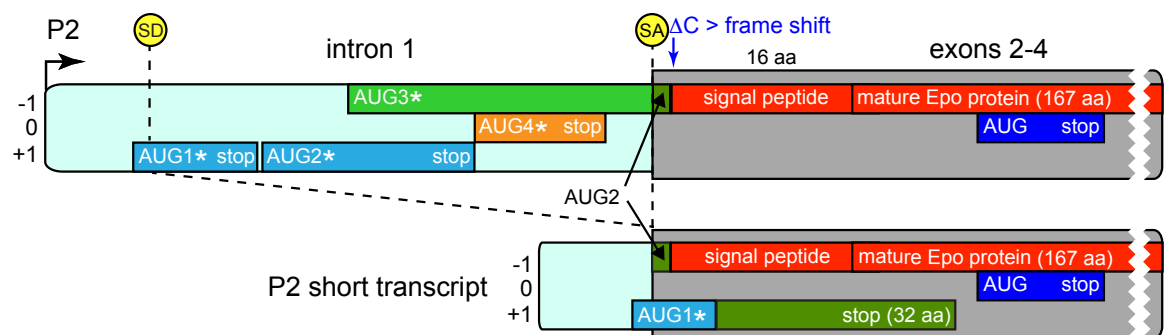 P2
SD
intron 1
SA
ΔC > frame shift
16 aa
exons 2-4
-1
AUG3*
signal peptide
mature Epo protein (167 aa)
0
AUG4* stop
AUG stop
+1
AUG1* stop
AUG2* stop
AUG2
P2 short transcript
-1
signal peptide
mature Epo protein (167 aa)
0
AUG stop
+1
AUG1*
stop (32 aa)